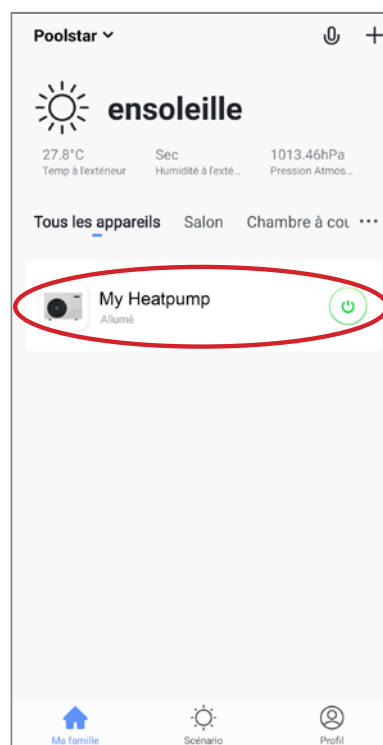 Poolstar
ensoleille
27.8°C Sec 1013.46hPa
Temp à l'extérieur Humidité à l'exté... Pression Atmos...
Tous les appareils Salon Chambre à cou ...
My Heatpump
Allumé
Ma famille Scénario Profil